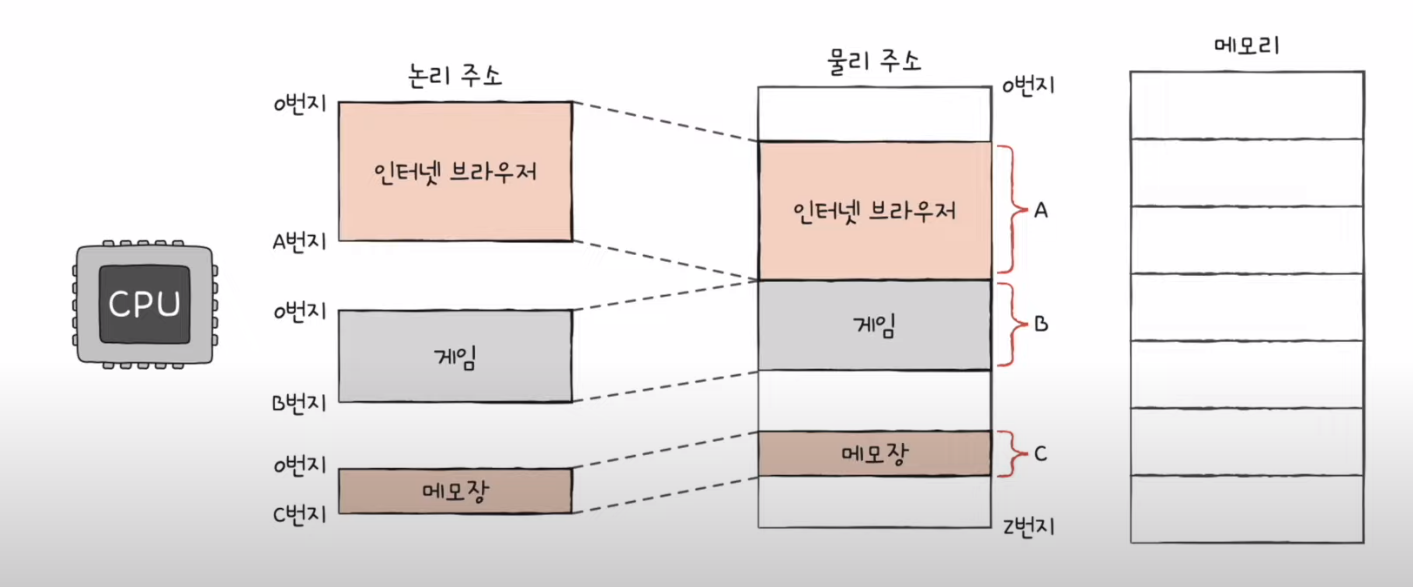 논리 주소
0번지
인터넷 브라우저
A번지
CPU
0번지
게임
B번지
0번지
메모장
C번지
물리 주소
0번지
인터넷 브라우저
A
게임
B
메모장
C
Z번지
메모리